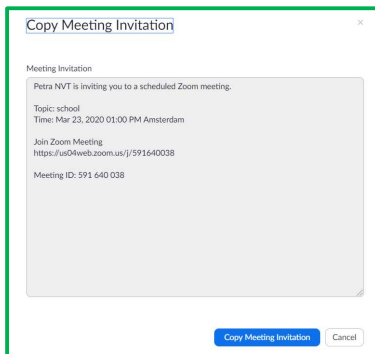 Copy Meeting Invitation
×
Meeting Invitation
Petra NVT is inviting you to a scheduled Zoom meeting.
Topic: school
Time: Mar 23, 2020 01:00 PM Amsterdam
Join Zoom Meeting
https://us04web.zoom.us/j/591640038
Meeting ID: 591 640 038
Copy Meeting Invitation Cancel